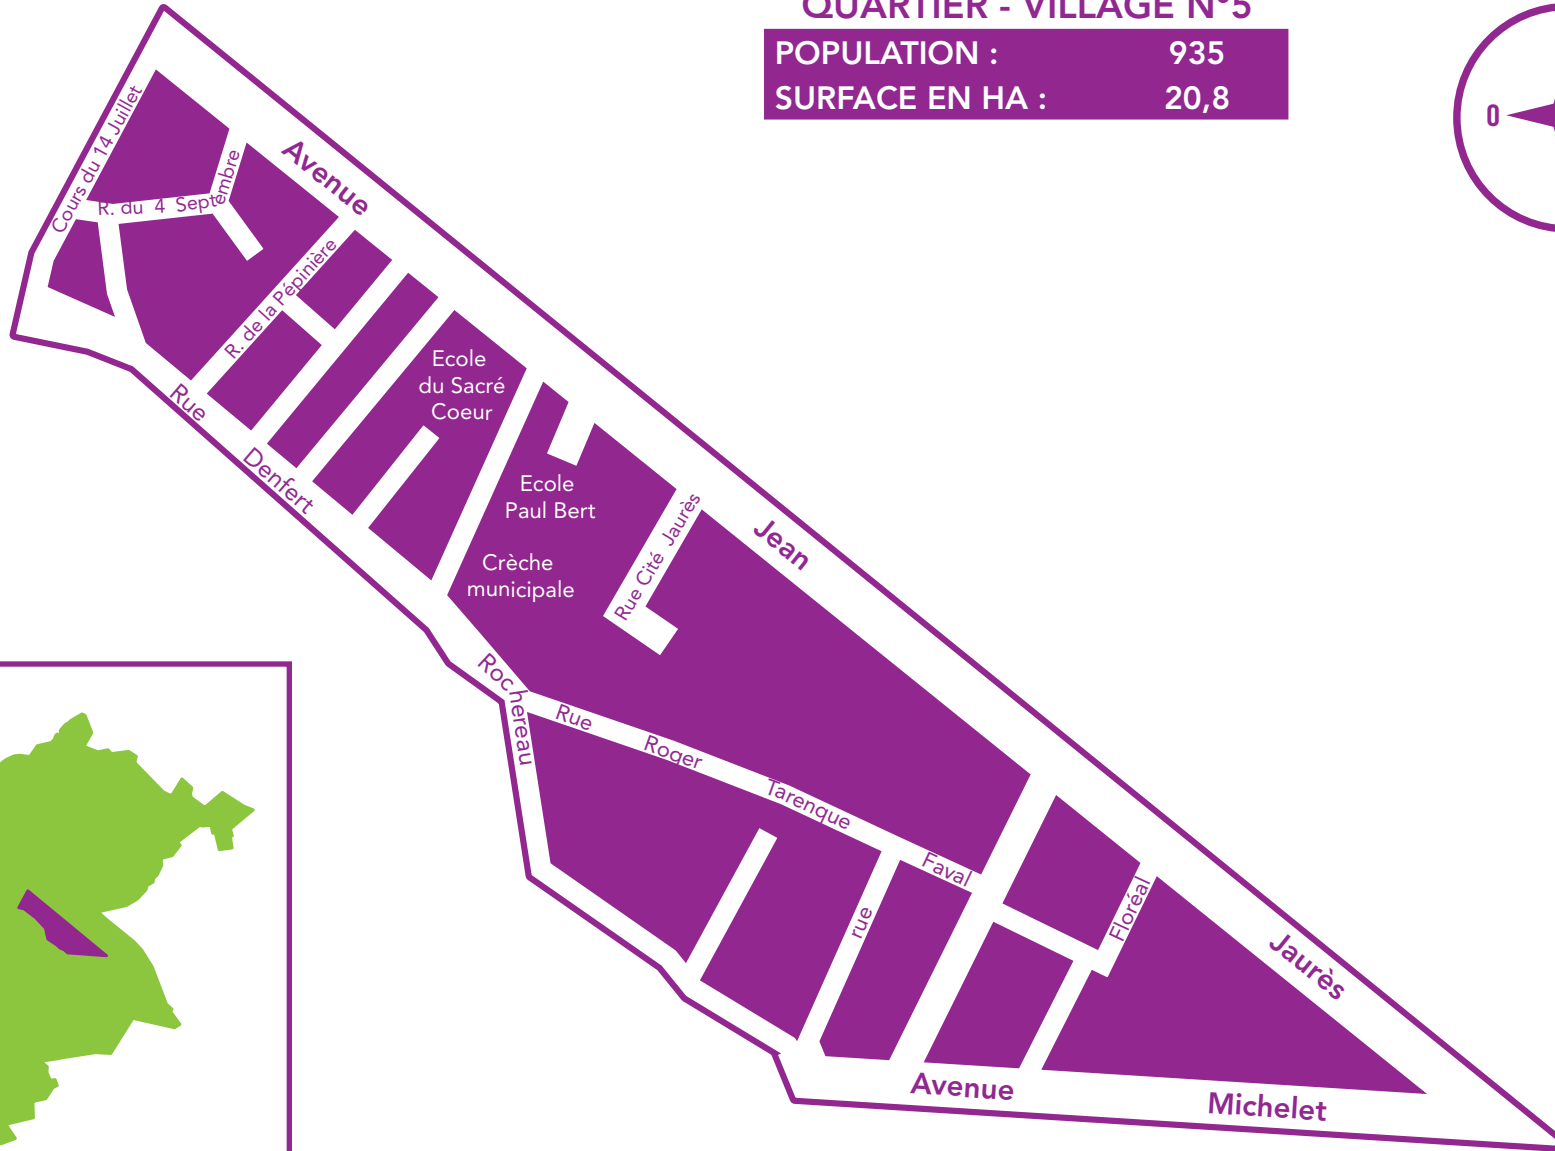 QUARTIER - VILLAGE N°5
POPULATION : 935
SURFACE EN HA : 20,8
O
Cours du 14 Juillet
R. du 4 Septembre
Avenue
R. de la Pépinière
Ecole
du Sacré
Coeur
Rue
Denfert
Ecole
Paul Bert
Rue Cité Jaurès
Jean
Crèche
municipale
Rochereau
Rue
Roger
Tarenque
Faval
rue
Floréal
Jaurès
Avenue
Michelet